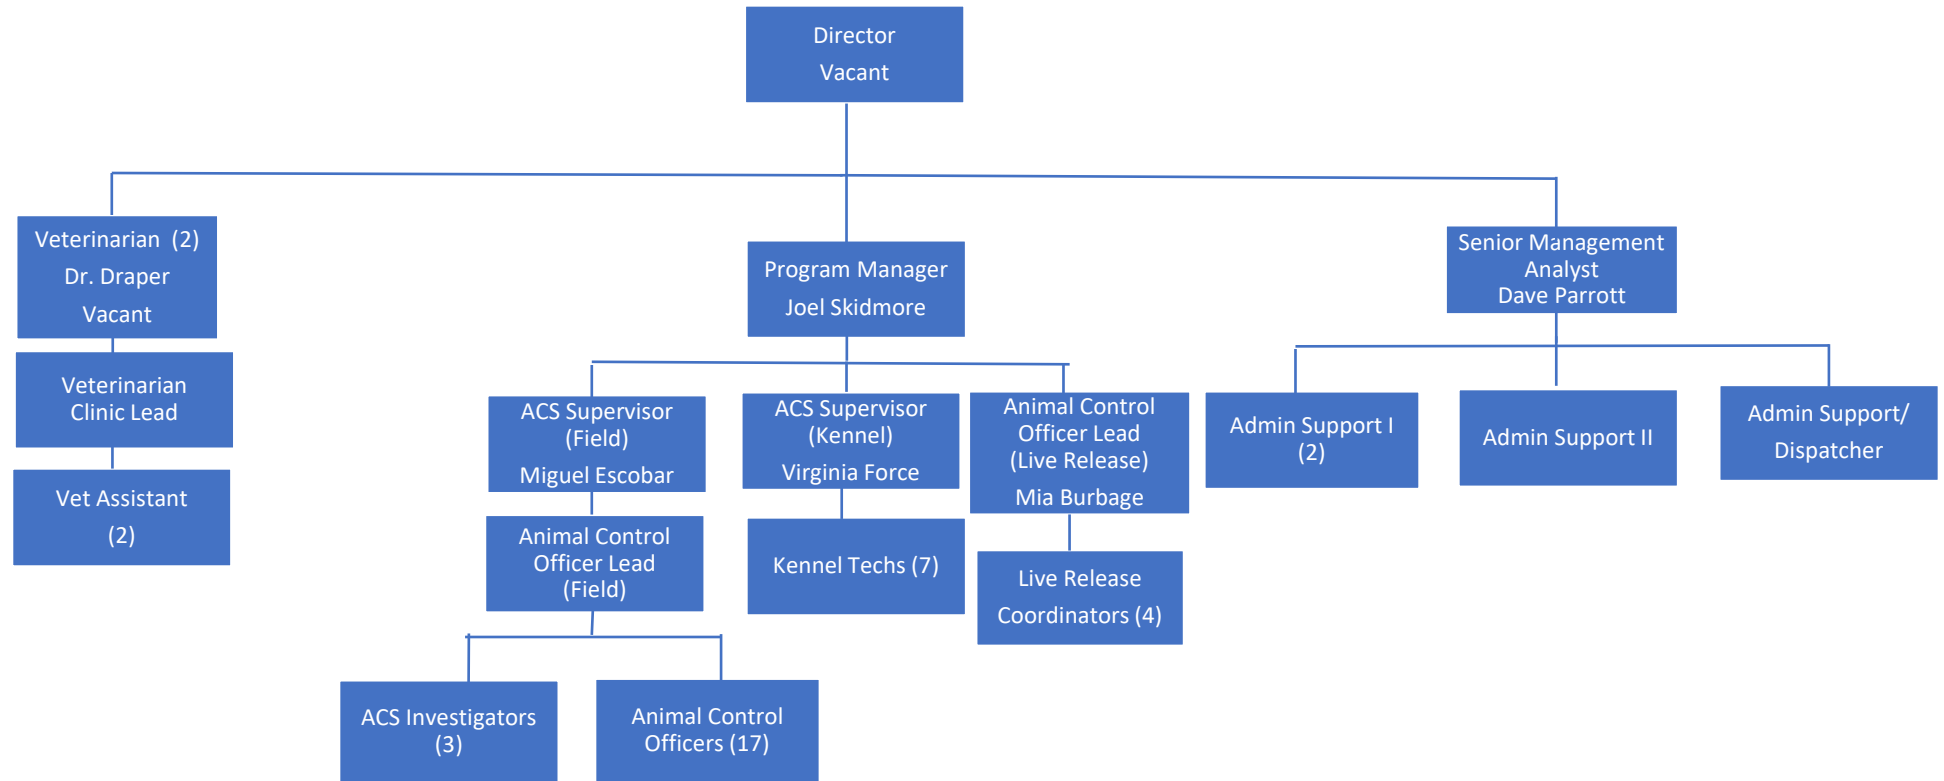 Director
Vacant
Veterinarian (2)
Dr. Draper
Vacant
Program Manager
Joel Skidmore
Senior Management
Analyst
Dave Parrott
Veterinarian
Clinic Lead
ACS Supervisor
(Field)
Miguel Escobar
ACS Supervisor
(Kennel)
Virginia Force
Animal Control
Officer Lead
(Live Release)
Mia Burbage
Admin Support I
(2)
Admin Support II
Admin Support/
Dispatcher
Vet Assistant
(2)
Animal Control
Officer Lead
(Field)
Kennel Techs (7)
Live Release
Coordinators (4)
ACS Investigators
(3)
Animal Control
Officers (17)